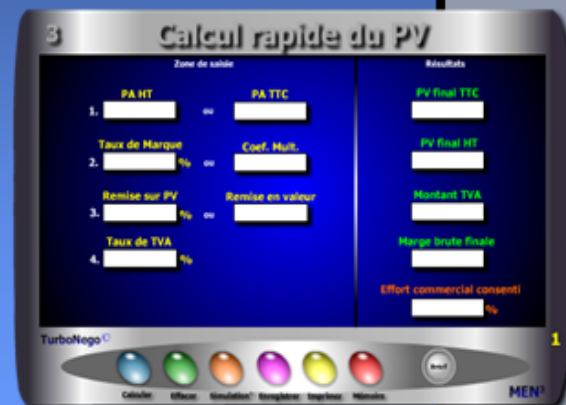 3 Calcul rapide du PV
Zone de saisie Résultats
PA HT PA TTC PV final TTC
1. ou
Taux de Marque Coef. Mult. PV final HT
2. % ou
Remise sur PV Remise en valeur Montant TVA
3. % ou
Taux de TVA Marge brute finale
4. %
Effort commercial consenti
%
TurboNego© 1
Calculer Effacer Simulation Enregistrer Imprimer Mémoire MEN³